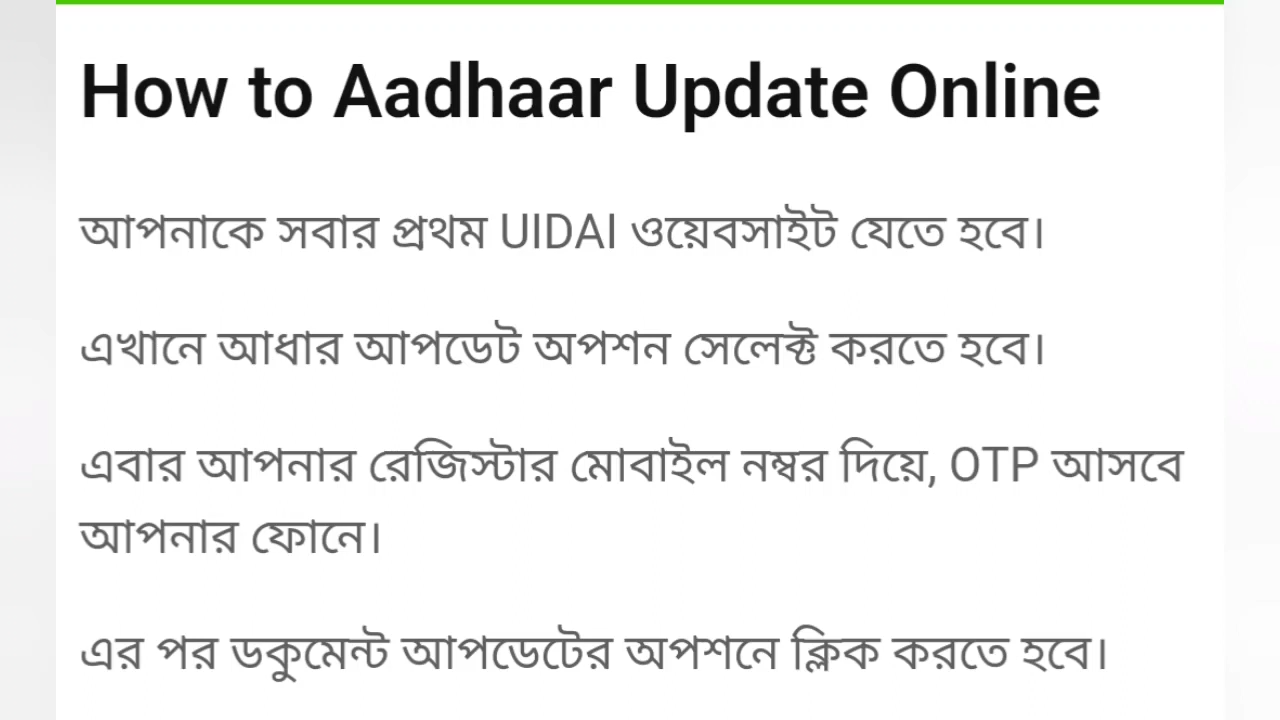 How to Aadhaar Update Online
আপনাকে সবার প্রথম UIDAI ওয়েবসাইট যেতে হবে।
এখানে আধার আপডেট অপশন সেলেক্ট করতে হবে।
এবার আপনার রেজিস্টার মোবাইল নম্বর দিয়ে, OTP আসবে
আপনার ফোনে।
এর পর ডকুমেন্ট আপডেটের অপশনে ক্লিক করতে হবে।